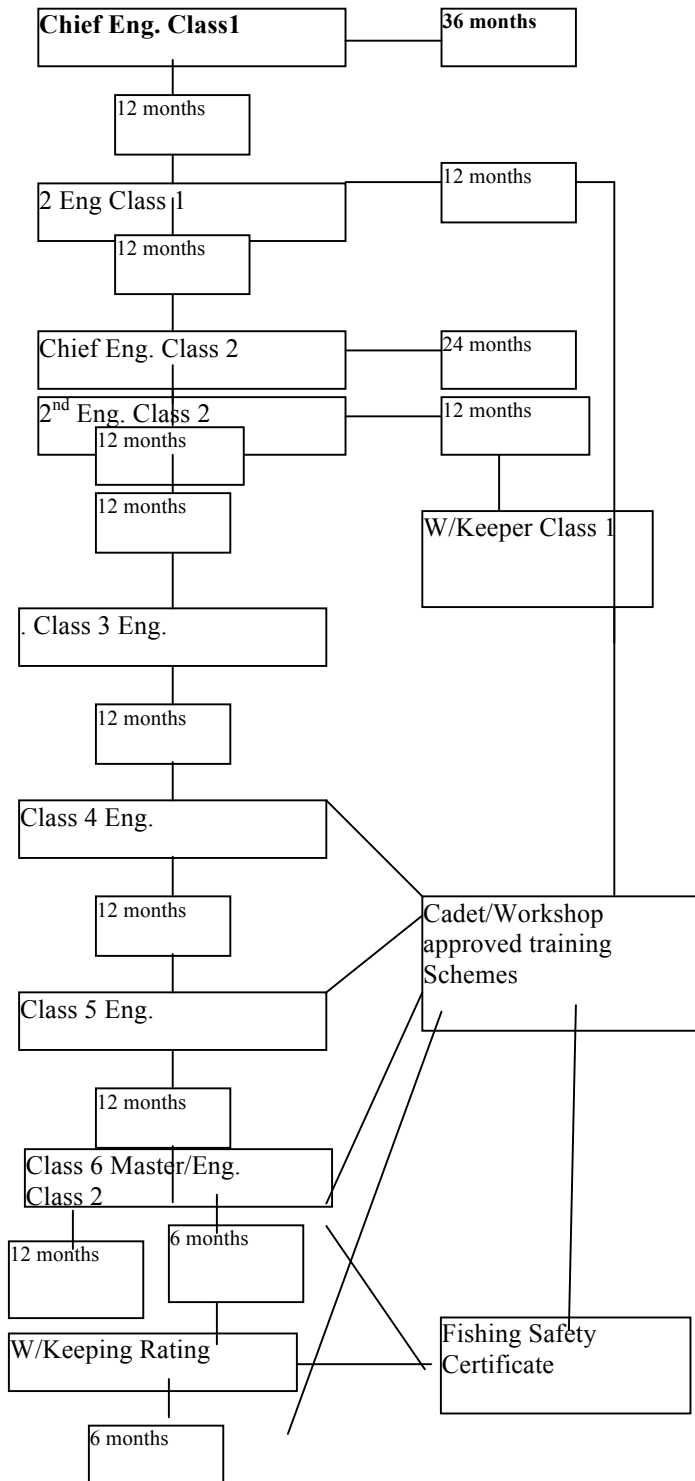 Chief Eng. Class1
36 months
12 months
2 Eng Class 1
12 months
12 months
Chief Eng. Class 2
24 months
2nd Eng. Class 2
12 months
12 months
12 months
W/Keeper Class 1
. Class 3 Eng.
12 months
Class 4 Eng.
12 months
Cadet/Workshop
approved training
Schemes
Class 5 Eng.
12 months
Class 6 Master/Eng.
Class 2
12 months
6 months
W/Keeping Rating
Fishing Safety
Certificate
6 months